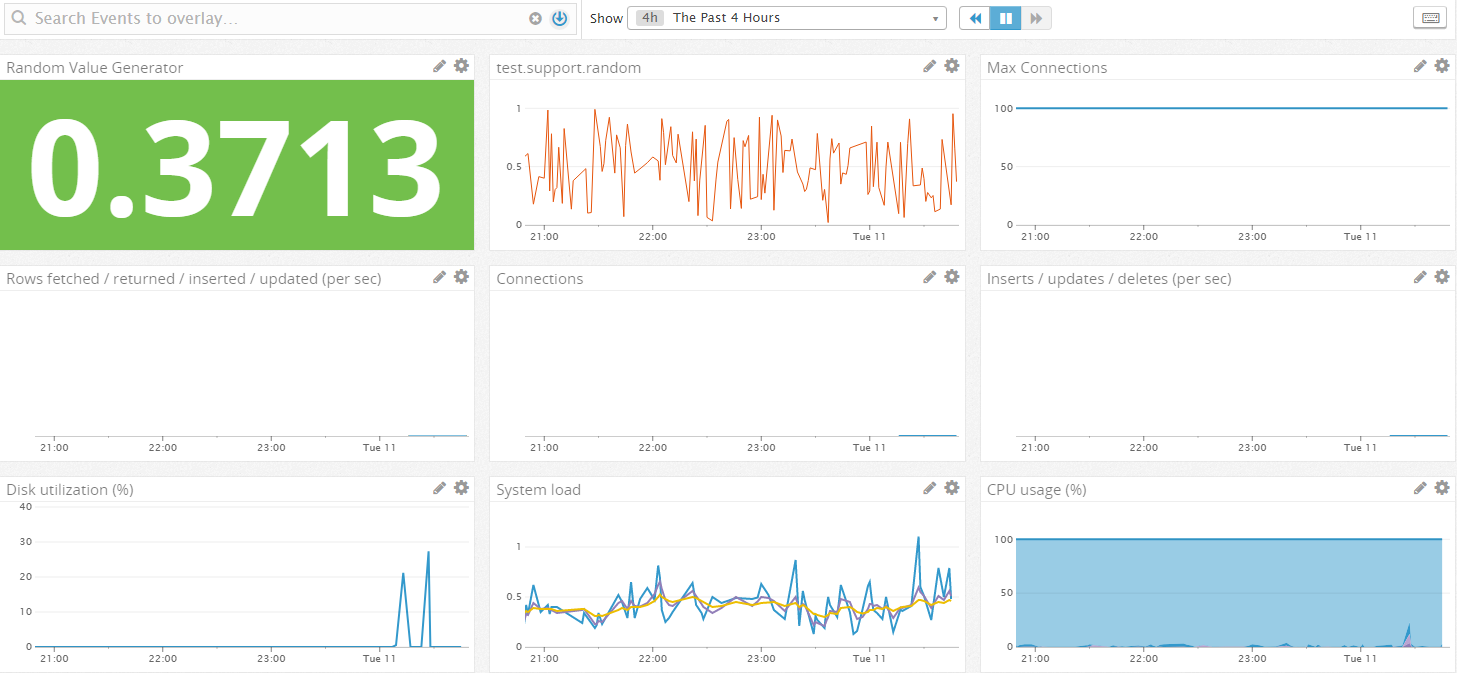 Search Events to overlay...
Show 4h The Past 4 Hours
Random Value Generator
0.3713
test.support.random
1
0.5
0
21:00 22:00 23:00 Tue 11
Max Connections
100
50
0
21:00 22:00 23:00 Tue 11
Rows fetched / returned / inserted / updated (per sec)
21:00 22:00 23:00 Tue 11
Connections
21:00 22:00 23:00 Tue 11
Inserts / updates / deletes (per sec)
21:00 22:00 23:00 Tue 11
Disk utilization (%)
40
30
20
10
0
21:00 22:00 23:00 Tue 11
System load
1
0.5
0
21:00 22:00 23:00 Tue 11
CPU usage (%)
100
50
0
21:00 22:00 23:00 Tue 11